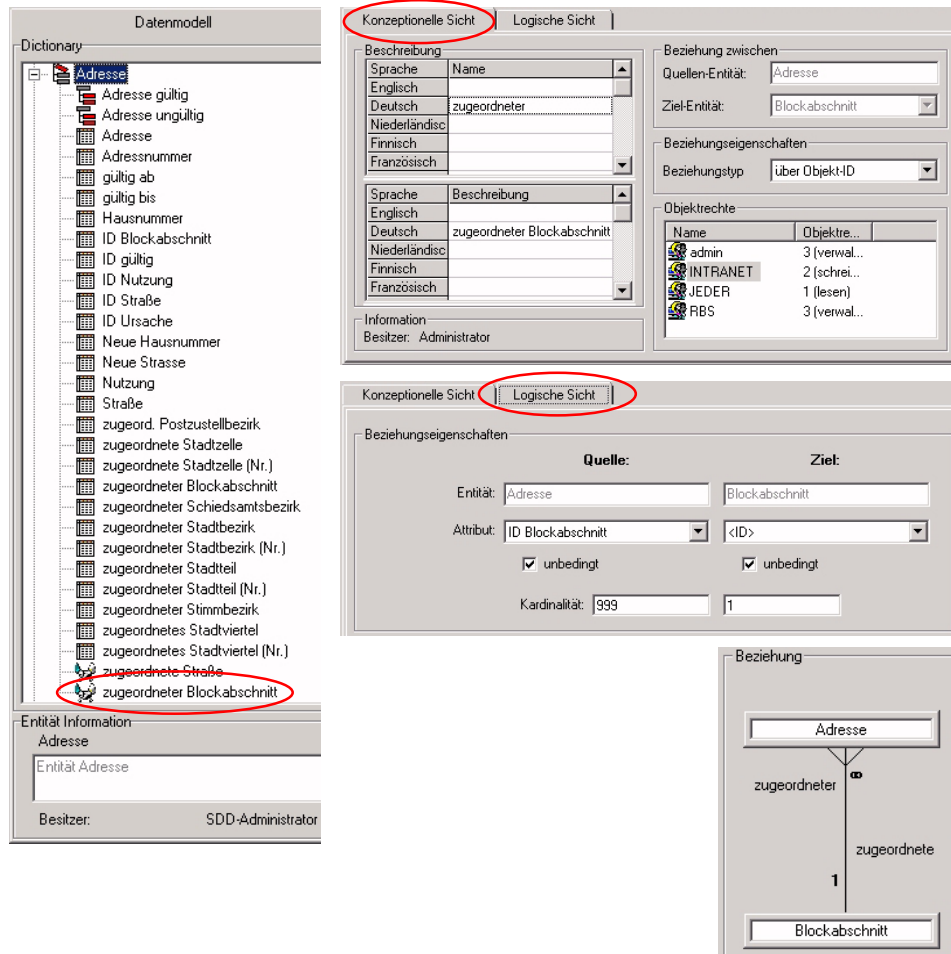 Datenmodell
Dictionary
Adresse
Adresse gültig
Adresse ungültig
Adresse
Adressnummer
gültig ab
gültig bis
Hausnummer
ID Blockabschnitt
ID gültig
ID Nutzung
ID Straße
ID Ursache
Neue Hausnummer
Neue Strasse
Nutzung
Straße
zugeord. Postzustellbezirk
zugeordnete Stadtzelle
zugeordnete Stadtzelle (Nr.)
zugeordneter Blockabschnitt
zugeordneter Schiedsamtsbezirk
zugeordneter Stadtbezirk
zugeordneter Stadtbezirk (Nr.)
zugeordneter Stadtteil
zugeordneter Stadtteil (Nr.)
zugeordneter Stimmbezirk
zugeordnetes Stadtviertel
zugeordnetes Stadtviertel (Nr.)
zugeordnete Straße
zugeordneter Blockabschnitt
Entität Information
Adresse
Entität Adresse
Besitzer: SDD-Administrator
Konzeptionelle Sicht Logische Sicht
Beschreibung
Sprache Name
Englisch
Deutsch zugeordneter
Niederländisc
Finnisch
Französisch
Sprache Beschreibung
Englisch
Deutsch zugeordneter Blockabschnitt
Niederländisc
Finnisch
Französisch
Information
Besitzer: Administrator
Beziehung zwischen
Quellen-Entität: Adresse
Ziel-Entität: Blockabschnitt
Beziehungseigenschaften
Beziehungstyp über Objekt-ID
Objektrechte
Name Objektre...
admin 3 (verwal...
INTRANET 2 (schrei...
JEDER 1 (lesen)
RBS 3 (verwal...
Konzeptionelle Sicht Logische Sicht
Beziehungseigenschaften
Quelle: Ziel:
Entität: Adresse Blockabschnitt
Attribut: ID Blockabschnitt <ID>
unbedingt unbedingt
Kardinalität: 999 1
Beziehung
Adresse
∞
zugeordneter
zugeordnete
1
Blockabschnitt